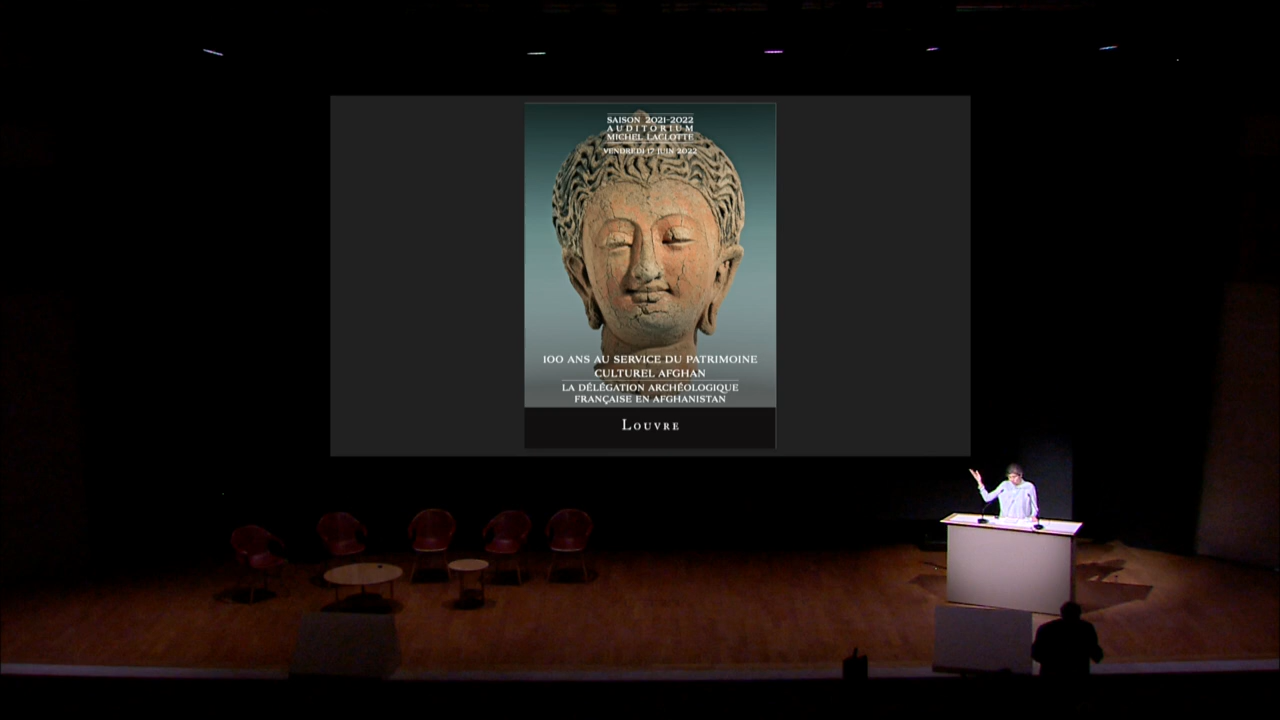 SAISON 2021-2022
AUDITORIUM
MICHEL LACLOTTE
VENDREDI 17 JUIN 2022
100 ANS AU SERVICE DU PATRIMOINE
CULTUREL AFGHAN
LA DÉLÉGATION ARCHÉOLOGIQUE
FRANÇAISE EN AFGHANISTAN
LOUVRE